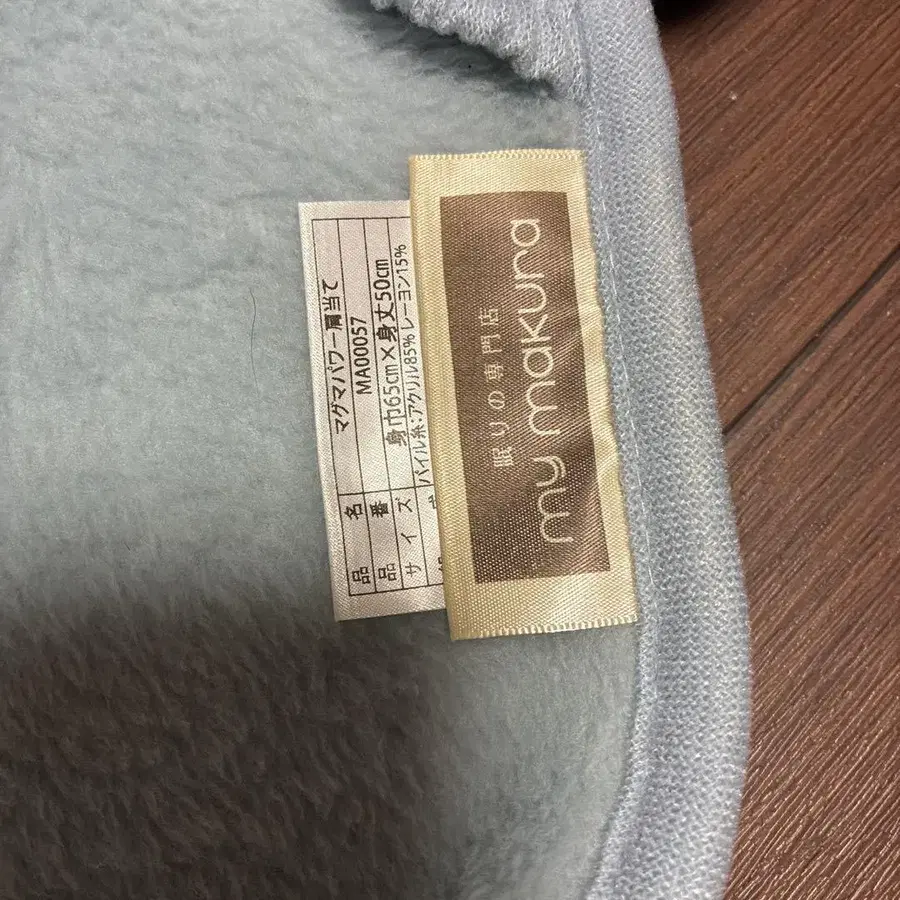 眠りの専門店
my makura
品名 マグマパワー肩当て
品番 MA00057
サイズ 身巾65cm×身丈50cm
パイル糸:アクリル85% レーヨン15%